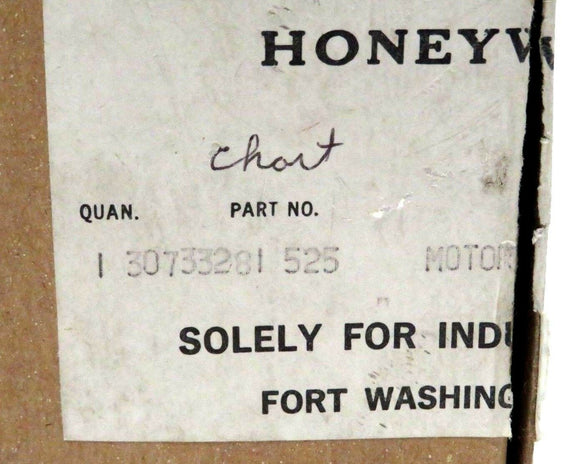 HONEYW
chart
QUAN. PART NO.
1 30733281 525 MOTOR
SOLELY FOR INDU
FORT WASHING